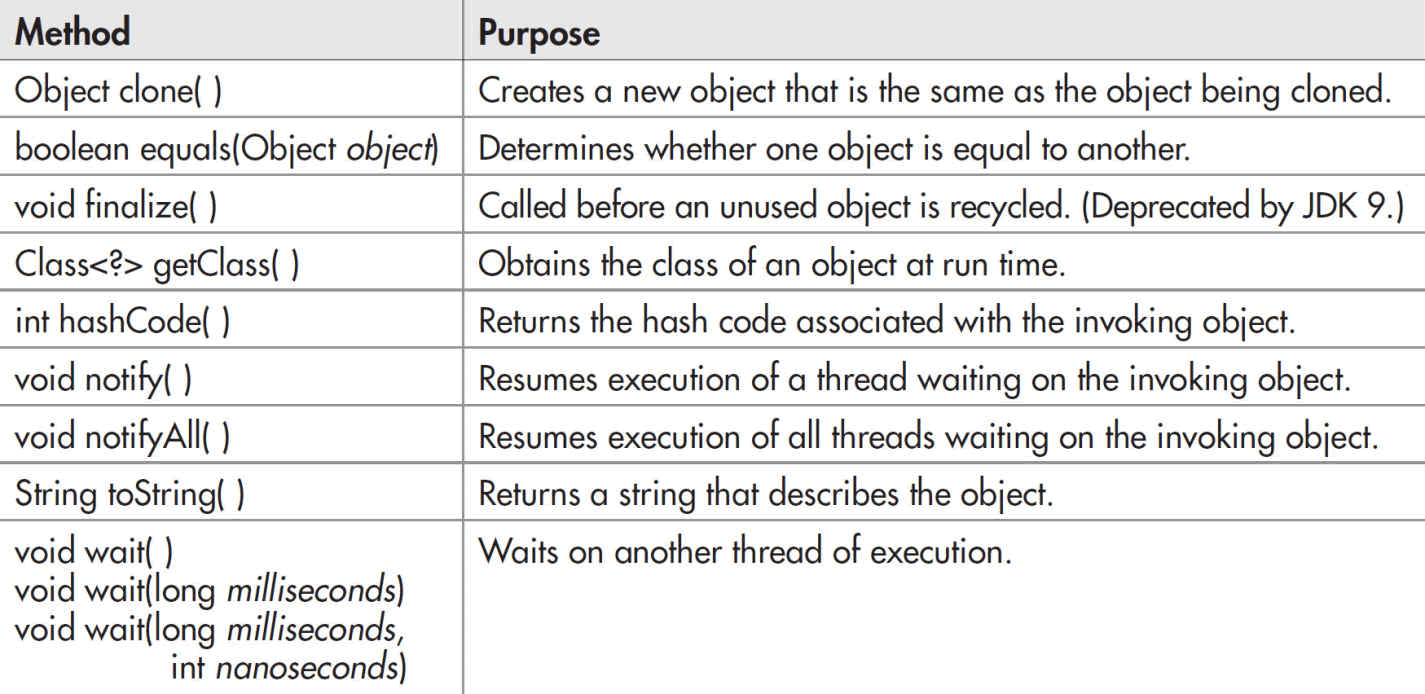 Method Purpose
Object clone( ) Creates a new object that is the same as the object being cloned.
boolean equals(Object object) Determines whether one object is equal to another.
void finalize( ) Called before an unused object is recycled. (Deprecated by JDK 9.)
Class<?> getClass( ) Obtains the class of an object at run time.
int hashCode( ) Returns the hash code associated with the invoking object.
void notify( ) Resumes execution of a thread waiting on the invoking object.
void notifyAll( ) Resumes execution of all threads waiting on the invoking object.
String toString( ) Returns a string that describes the object.
void wait( ) Waits on another thread of execution.
void wait(long milliseconds)
void wait(long milliseconds,
int nanoseconds)